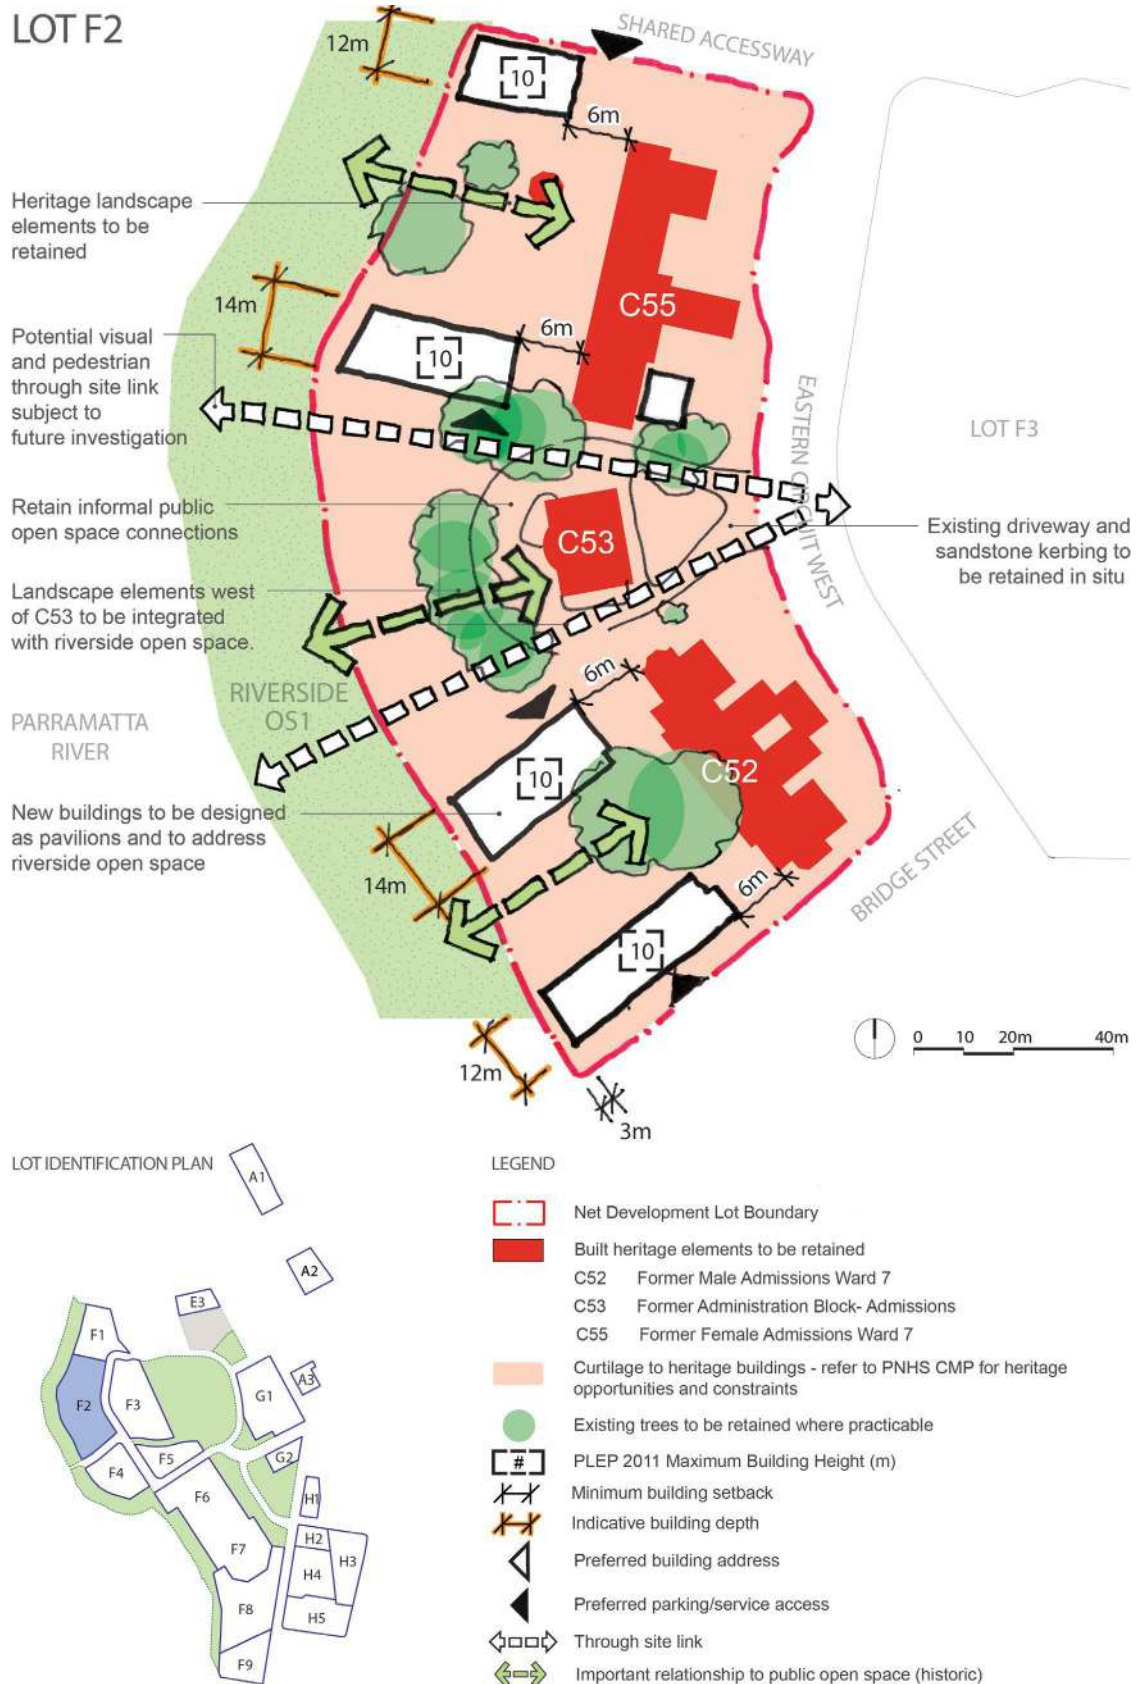 LOT F2
SHARED ACCESSWAY
12m
10
6m
Heritage landscape
elements to be
retained
C55
14m
6m
10
Potential visual
and pedestrian
through site link
subject to
future investigation
EASTERN CIRCUIT WEST
LOT F3
Retain informal public
open space connections
C53
Existing driveway and
sandstone kerbing to
be retained in situ
Landscape elements west
of C53 to be integrated
with riverside open space.
6m
RIVERSIDE
OS1
PARRAMATTA
RIVER
C52
10
New buildings to be designed
as pavilions and to address
riverside open space
14m
6m
BRIDGE STREET
10
12m
3m
0 10 20m 40m
LOT IDENTIFICATION PLAN
A1
A2
E3
F1
F2
F3
A3
G1
F4
F5
G2
F6
H1
H2
H3
F7
H4
F8
H5
F9
LEGEND
Net Development Lot Boundary
Built heritage elements to be retained
C52 Former Male Admissions Ward 7
C53 Former Administration Block- Admissions
C55 Former Female Admissions Ward 7
Curtilage to heritage buildings - refer to PNHS CMP for heritage
opportunities and constraints
Existing trees to be retained where practicable
# PLEP 2011 Maximum Building Height (m)
Minimum building setback
Indicative building depth
Preferred building address
Preferred parking/service access
Through site link
Important relationship to public open space (historic)